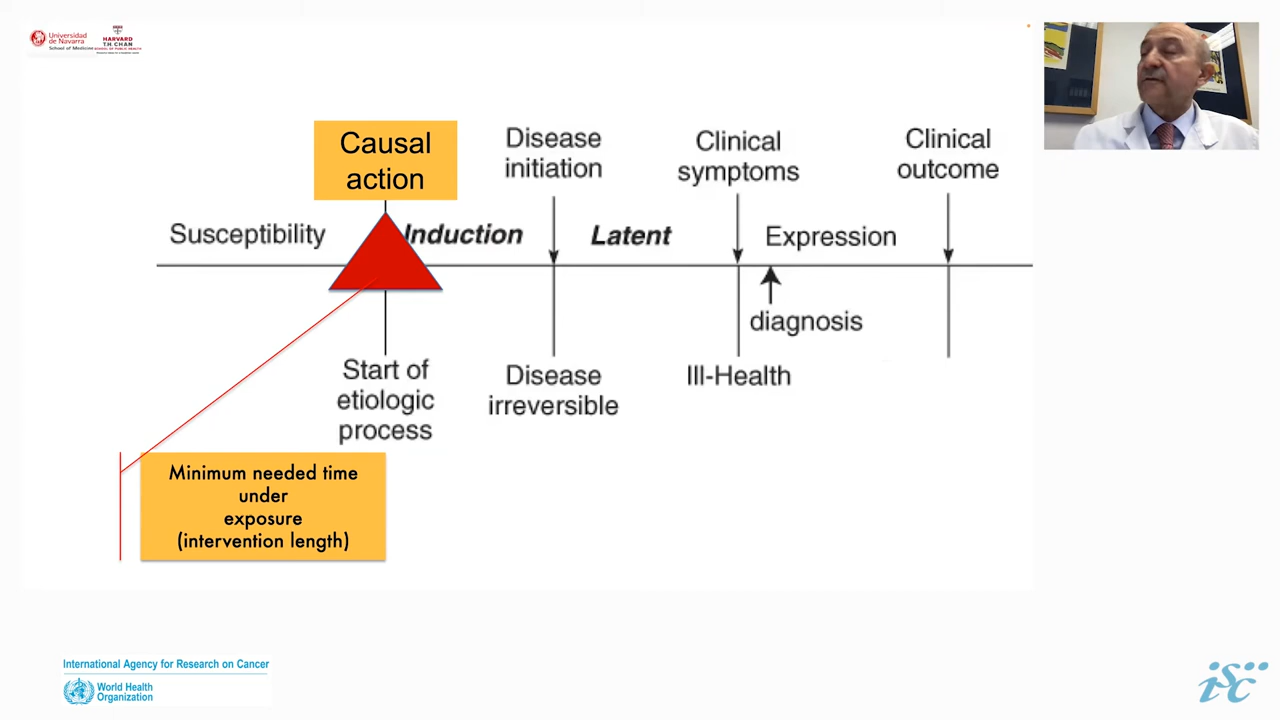 Universidad
de Navarra
School of Medicine
HARVARD
T.H. CHAN
SCHOOL OF PUBLIC HEALTH
Causal
action
Disease
initiation
Clinical
symptoms
Clinical
outcome
Susceptibility
Induction
Latent
Expression
diagnosis
Start of
etiologic
process
Disease
irreversible
Ill-Health
Minimum needed time
under
exposure
(intervention length)
International Agency for Research on Cancer
World Health
Organization
isc